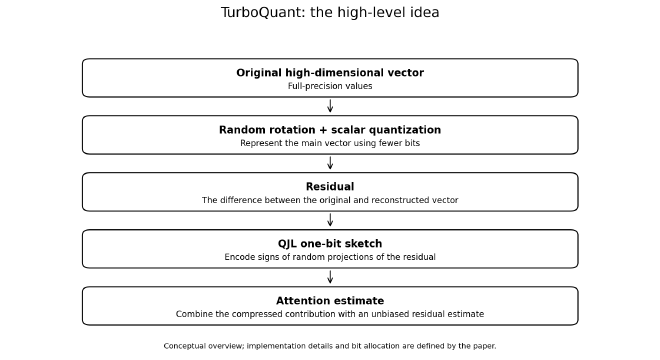 TurboQuant: the high-level idea
Original high-dimensional vector
Full-precision values
Random rotation + scalar quantization
Represent the main vector using fewer bits
Residual
The difference between the original and reconstructed vector
QJL one-bit sketch
Encode signs of random projections of the residual
Attention estimate
Combine the compressed contribution with an unbiased residual estimate
Conceptual overview; implementation details and bit allocation are defined by the paper.